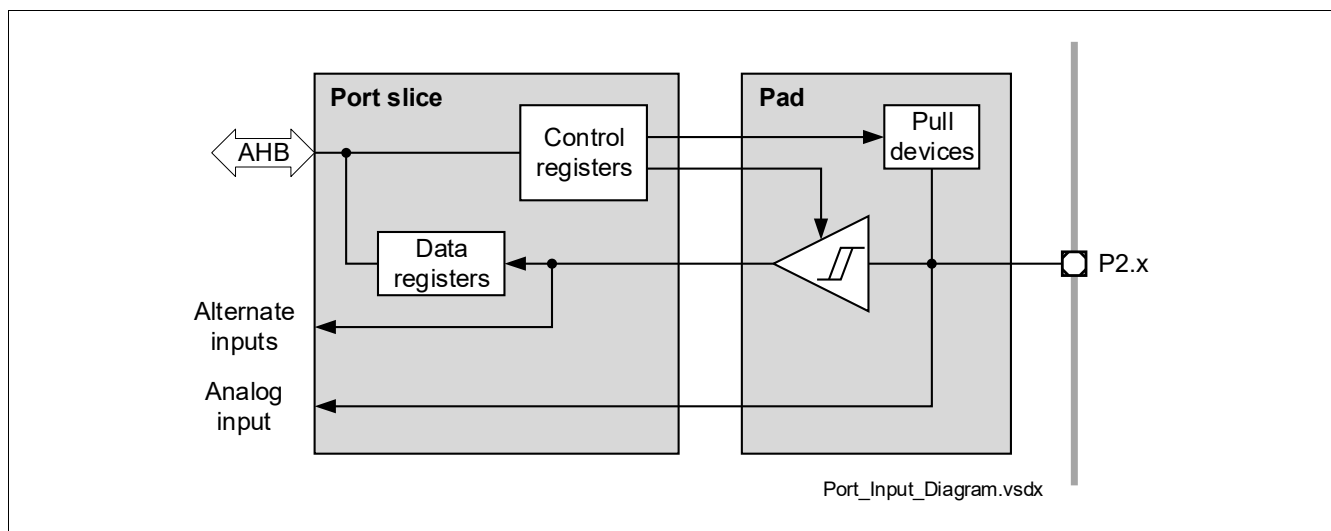 Port slice
Pad
AHB
Control
registers
Pull
devices
Data
registers
P2.x
Alternate
inputs
Analog
input
Port_Input_Diagram.vsdx